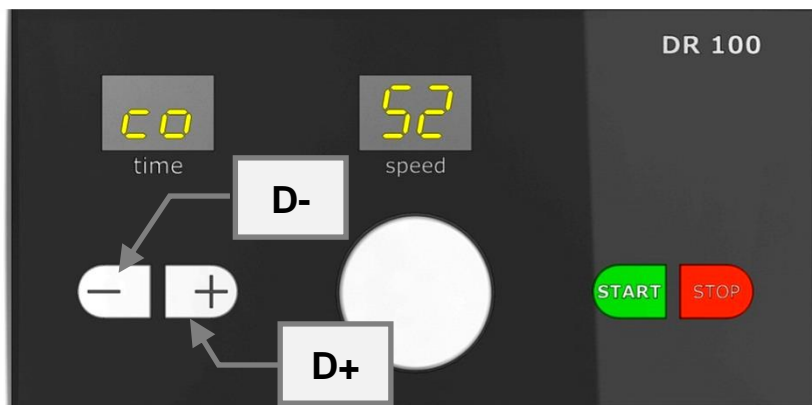 DR 100
co
52
time
speed
D-
− +
START STOP
D+